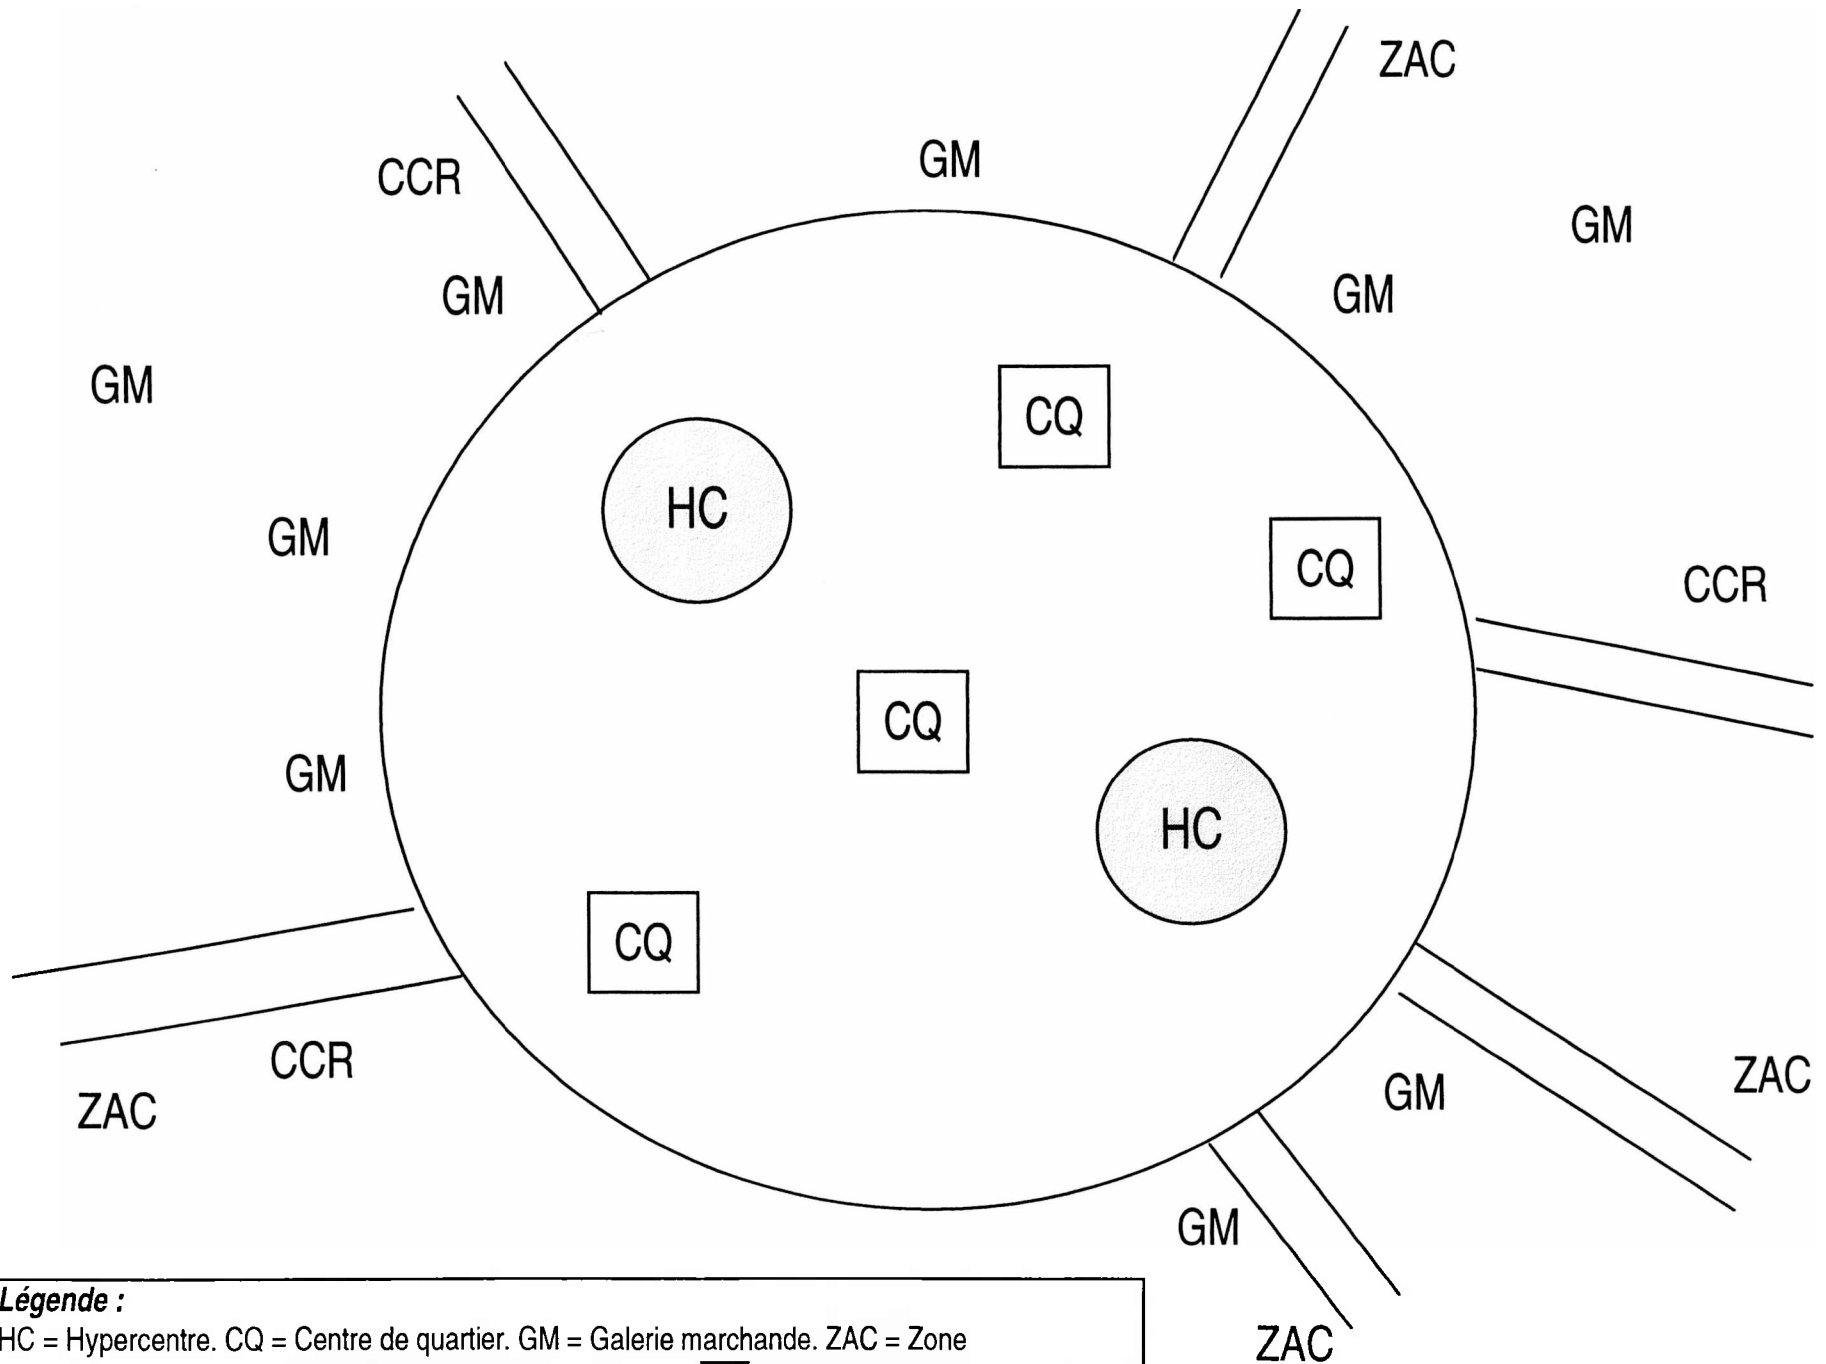 ZAC
GM
CCR
GM
GM
GM
GM
CQ
HC
GM
CQ
CCR
CQ
GM
HC
CQ
CCR
ZAC
GM
ZAC
GM
Légende :
HC = Hypercentre. CQ = Centre de quartier. GM = Galerie marchande. ZAC = Zone
ZAC